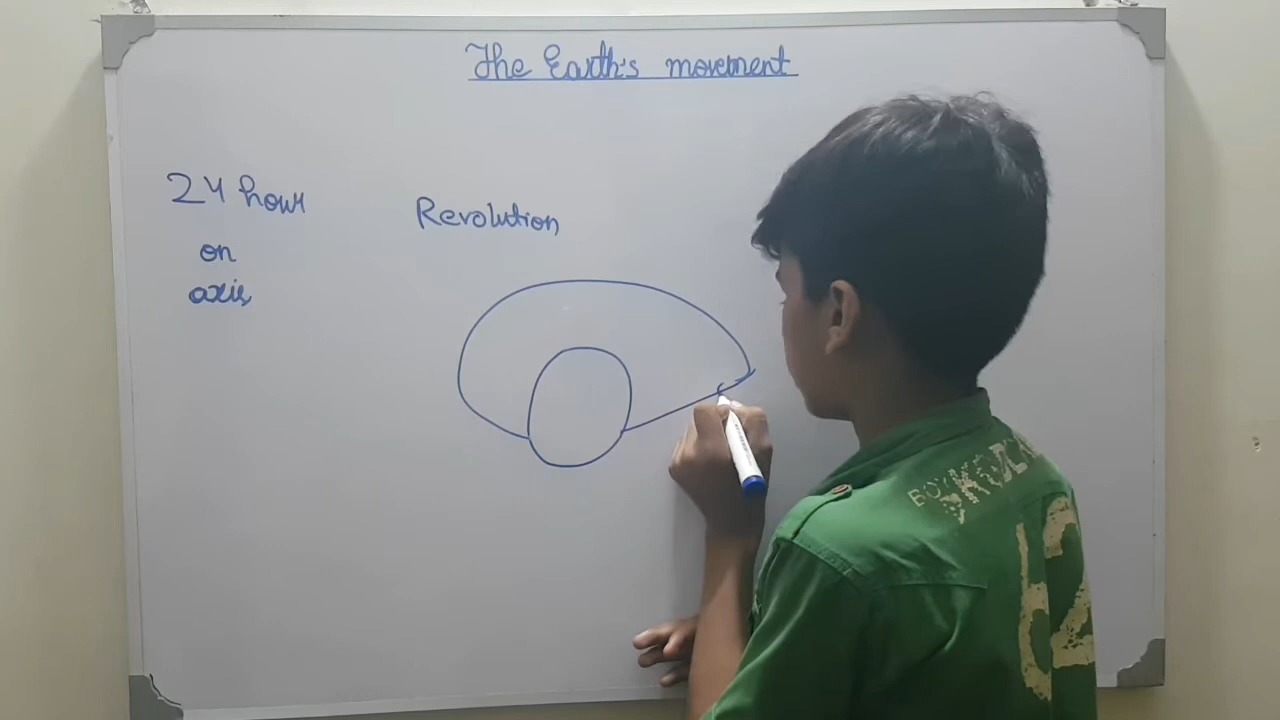 The Earth's movement
24 hour
on
axis
Revolution